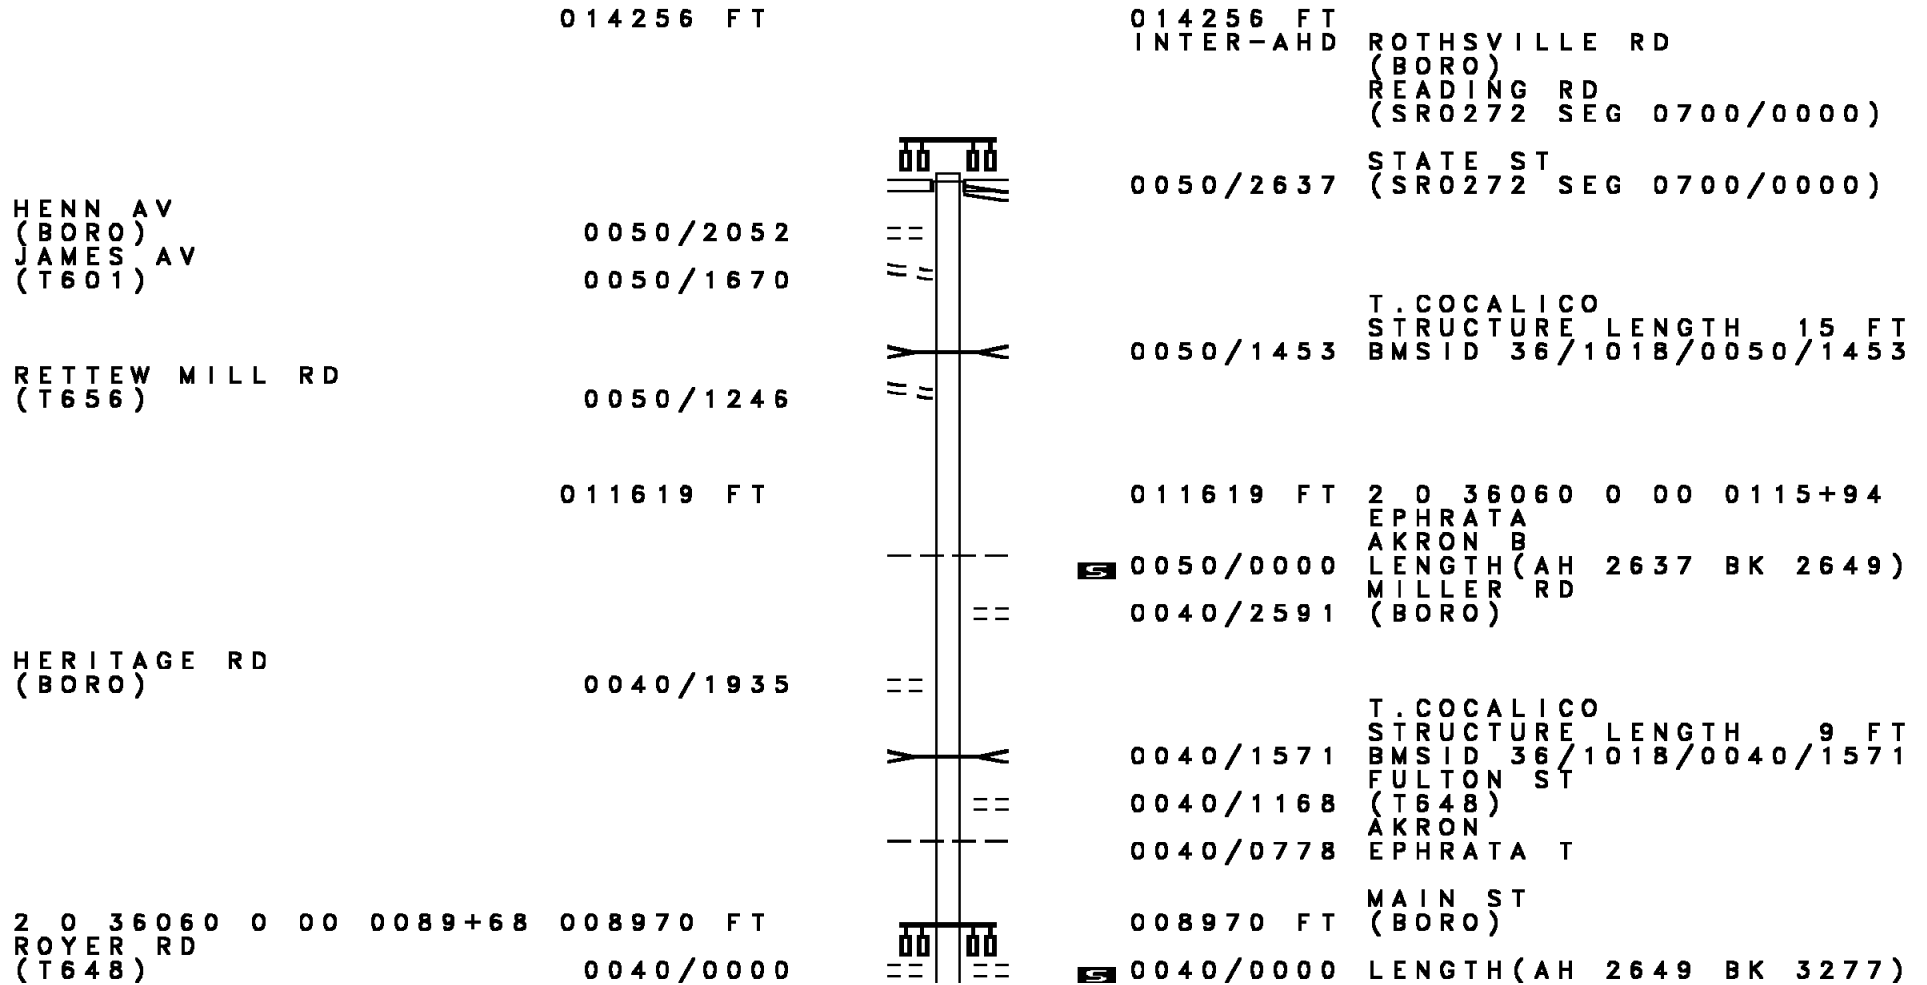 014256 FT 014256 FT
INTER-AHD ROTHSVILLE RD
(BORO)
READING RD
(SR0272 SEG 0700/0000)
STATE ST
0050/2637 (SR0272 SEG 0700/0000)
HENN AV
(BORO) 0050/2052
JAMES AV
(T601) 0050/1670
T.COCALICO
STRUCTURE LENGTH 15 FT
0050/1453 BMSID 36/1018/0050/1453
RETTEW MILL RD
(T656) 0050/1246
011619 FT 011619 FT 2 0 36060 0 00 0115+94
EPHRATA
AKRON B
S 0050/0000 LENGTH(AH 2637 BK 2649)
MILLER RD
0040/2591 (BORO)
HERITAGE RD
(BORO) 0040/1935
T.COCALICO
STRUCTURE LENGTH 9 FT
0040/1571 BMSID 36/1018/0040/1571
FULTON ST
0040/1168 (T648)
AKRON
0040/0778 EPHRATA T
MAIN ST
2 0 36060 0 00 0089+68 008970 FT 008970 FT (BORO)
ROYER RD
(T648) 0040/0000 S 0040/0000 LENGTH(AH 2649 BK 3277)